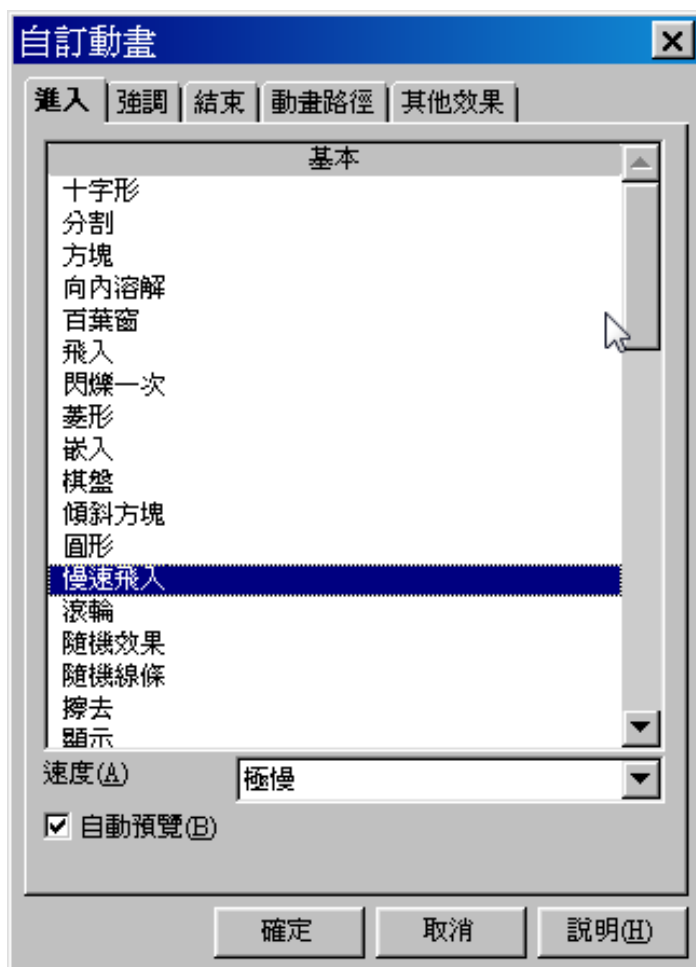 自訂動畫
進入 強調 結束 動畫路徑 其他效果
基本
十字形
分割
方塊
向內溶解
百葉窗
飛入
閃爍一次
菱形
嵌入
棋盤
傾斜方塊
圓形
慢速飛入
滾輪
隨機效果
隨機線條
擦去
顯示
速度(A) 極慢
自動預覽(B)
確定 取消 說明(H)